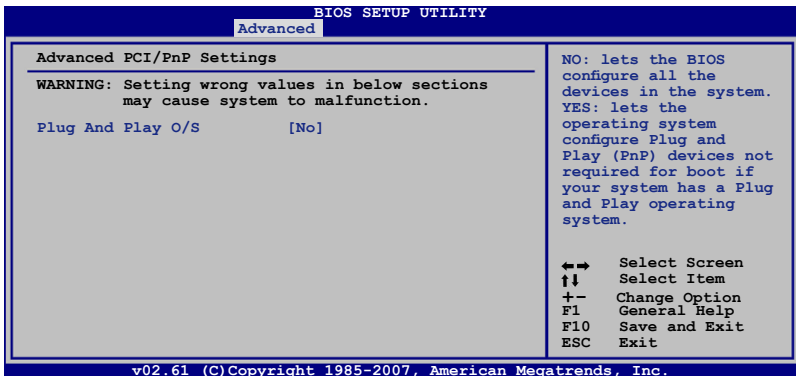 BIOS SETUP UTILITY
Advanced
Advanced PCI/PnP Settings
WARNING: Setting wrong values in below sections
may cause system to malfunction.
Plug And Play O/S [No]
NO: lets the BIOS
configure all the
devices in the system.
YES: lets the
operating system
configure Plug and
Play (PnP) devices not
required for boot if
your system has a Plug
and Play operating
system.
←→ Select Screen
↑↓ Select Item
+- Change Option
F1 General Help
F10 Save and Exit
ESC Exit
v02.61 (C)Copyright 1985-2007, American Megatrends, Inc.